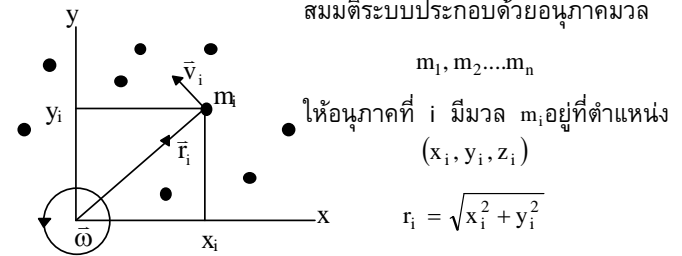 y
สมมติระบบประกอบด้วยอนุภาคมวล
m₁, m₂....mₙ
v⃗ᵢ
mᵢ
yᵢ
ให้อนุภาคที่ i มีมวล mᵢอยู่ที่ตำแหน่ง
(xᵢ, yᵢ, zᵢ)
r⃗ᵢ
rᵢ = √(xᵢ² + yᵢ²)
x
ω⃗
xᵢ